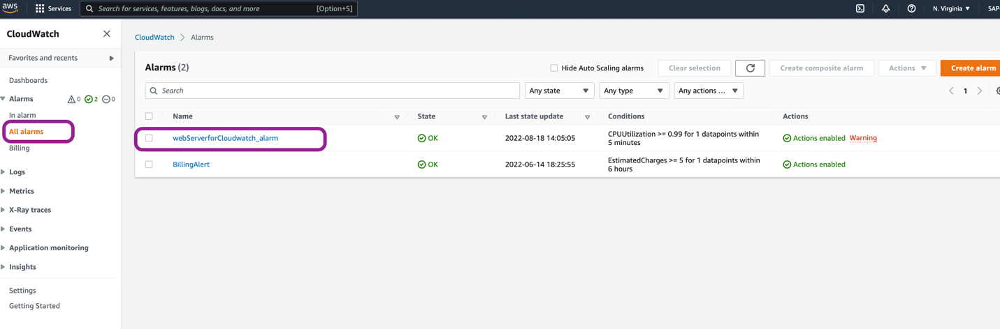 aws Services Search for services, features, blogs, docs, and more [Option+S] N. Virginia SAP
CloudWatch
Favorites and recents
Dashboards
Alarms 0 2 0
In alarm
All alarms
Billing
Logs
Metrics
X-Ray traces
Events
Application monitoring
Insights
Settings
Getting Started
CloudWatch Alarms
Alarms (2) Hide Auto Scaling alarms Clear selection Create composite alarm Actions Create alarm
Search Any state Any type Any actions ... 1
Name State Last state update Conditions Actions
webServerforCloudwatch_alarm OK 2022-08-18 14:05:05 CPUUtilization >= 0.99 for 1 datapoints within Actions enabled Warning
5 minutes
BillingAlert OK 2022-06-14 18:25:55 EstimatedCharges >= 5 for 1 datapoints within Actions enabled
6 hours